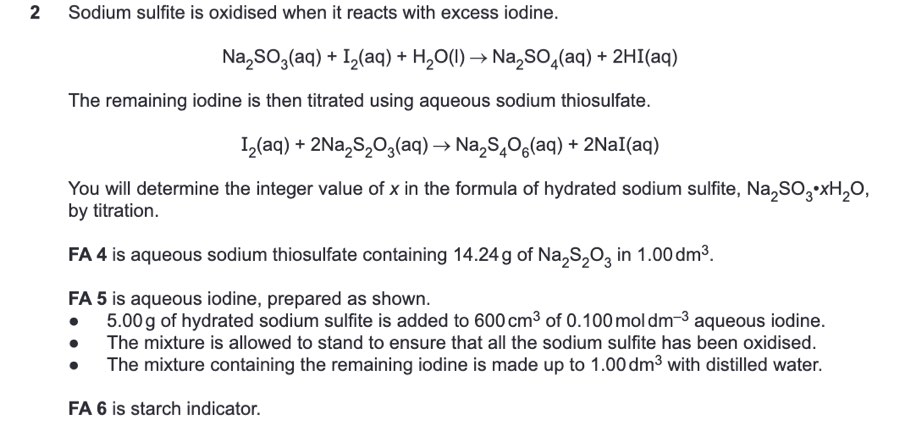 2 Sodium sulfite is oxidised when it reacts with excess iodine.
Na₂SO₃(aq) + I₂(aq) + H₂O(l) → Na₂SO₄(aq) + 2HI(aq)
The remaining iodine is then titrated using aqueous sodium thiosulfate.
I₂(aq) + 2Na₂S₂O₃(aq) → Na₂S₄O₆(aq) + 2NaI(aq)
You will determine the integer value of x in the formula of hydrated sodium sulfite, Na₂SO₃•xH₂O,
by titration.
FA 4 is aqueous sodium thiosulfate containing 14.24 g of Na₂S₂O₃ in 1.00 dm³.
FA 5 is aqueous iodine, prepared as shown.
• 5.00 g of hydrated sodium sulfite is added to 600 cm³ of 0.100 mol dm⁻³ aqueous iodine.
• The mixture is allowed to stand to ensure that all the sodium sulfite has been oxidised.
• The mixture containing the remaining iodine is made up to 1.00 dm³ with distilled water.
FA 6 is starch indicator.